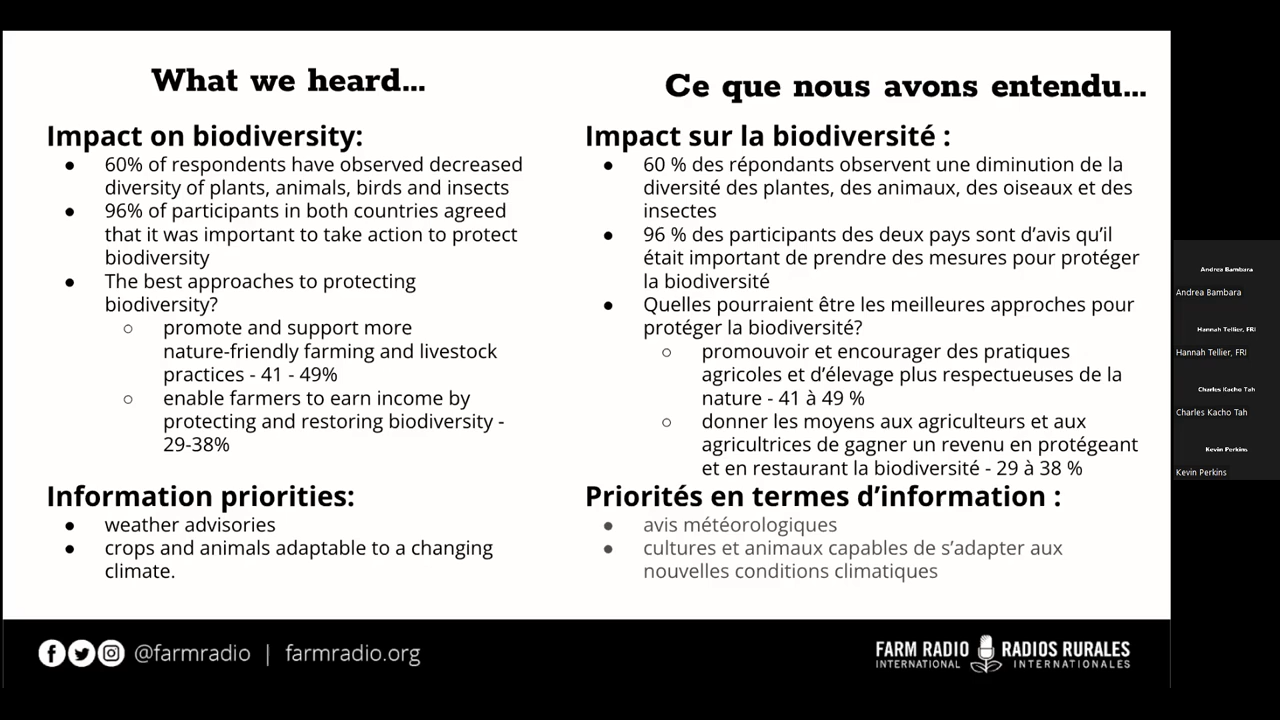 What we heard...
Impact on biodiversity:
● 60% of respondents have observed decreased
diversity of plants, animals, birds and insects
● 96% of participants in both countries agreed
that it was important to take action to protect
biodiversity
● The best approaches to protecting
biodiversity?
○ promote and support more
nature-friendly farming and livestock
practices - 41 - 49%
○ enable farmers to earn income by
protecting and restoring biodiversity -
29-38%
Information priorities:
● weather advisories
● crops and animals adaptable to a changing
climate.
Ce que nous avons entendu...
Impact sur la biodiversité :
● 60 % des répondants observent une diminution de la
diversité des plantes, des animaux, des oiseaux et des
insectes
● 96 % des participants des deux pays sont d’avis qu’il
était important de prendre des mesures pour protéger
la biodiversité
● Quelles pourraient être les meilleures approches pour
protéger la biodiversité?
○ promouvoir et encourager des pratiques
agricoles et d’élevage plus respectueuses de la
nature - 41 à 49 %
○ donner les moyens aux agriculteurs et aux
agricultrices de gagner un revenu en protégeant
et en restaurant la biodiversité - 29 à 38 %
Priorités en termes d’information :
● avis météorologiques
● cultures et animaux capables de s’adapter aux
nouvelles conditions climatiques
@farmradio | farmradio.org
FARM RADIO
INTERNATIONAL
RADIOS RURALES
INTERNATIONALES
Andrea Bambara
Andrea Bambara
Hannah Tellier, FRI
Hannah Tellier, FRI
Charles Kacho Tah
Charles Kacho Tah
Kevin Perkins
Kevin Perkins